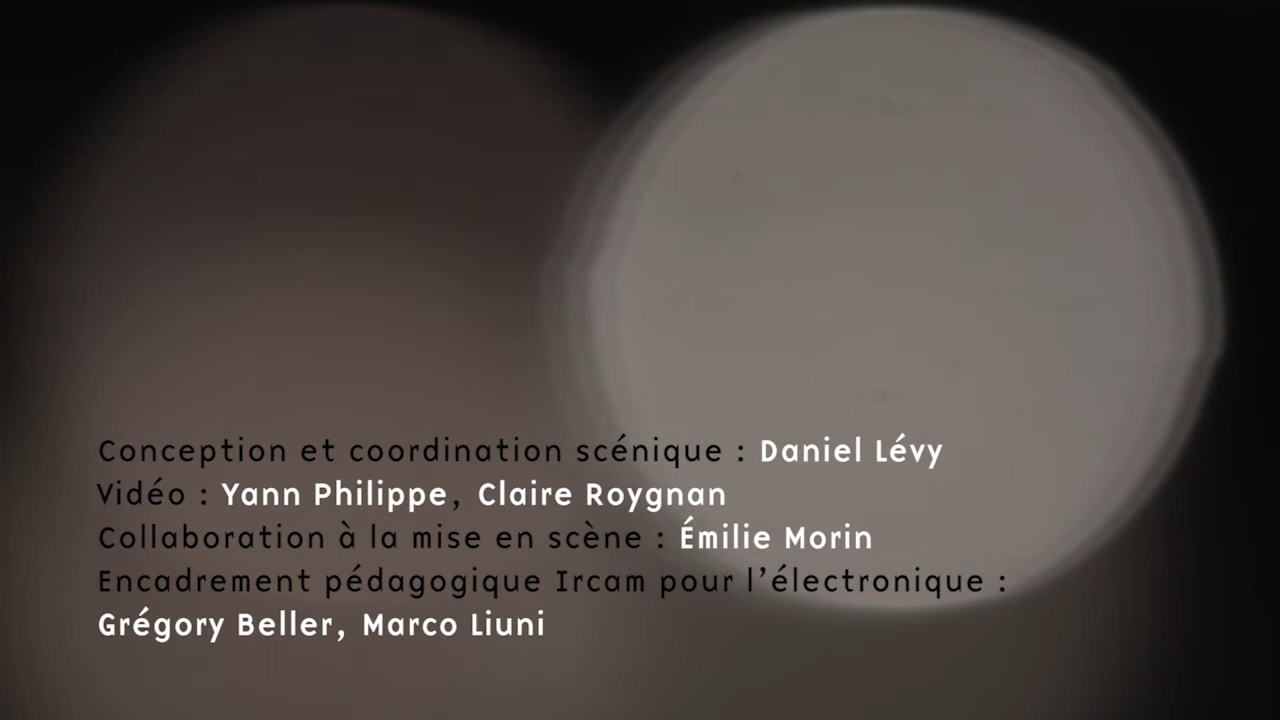 Conception et coordination scénique : Daniel Lévy
Vidéo : Yann Philippe, Claire Roygnan
Collaboration à la mise en scène : Émilie Morin
Encadrement pédagogique Ircam pour l’électronique :
Grégory Beller, Marco Liuni